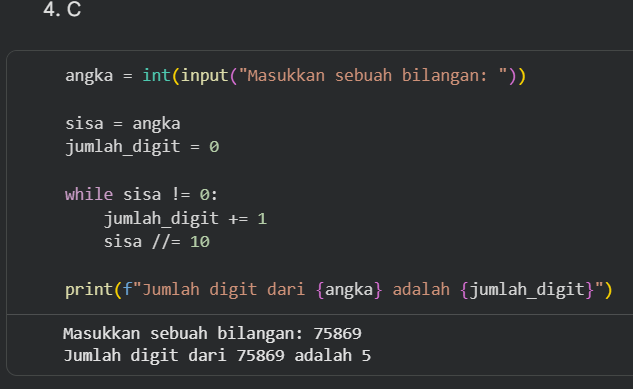 4. C
angka = int(input("Masukkan sebuah bilangan: "))
sisa = angka
jumlah_digit = 0
while sisa != 0:
    jumlah_digit += 1
    sisa //= 10
print(f"Jumlah digit dari {angka} adalah {jumlah_digit}")
Masukkan sebuah bilangan: 75869
Jumlah digit dari 75869 adalah 5